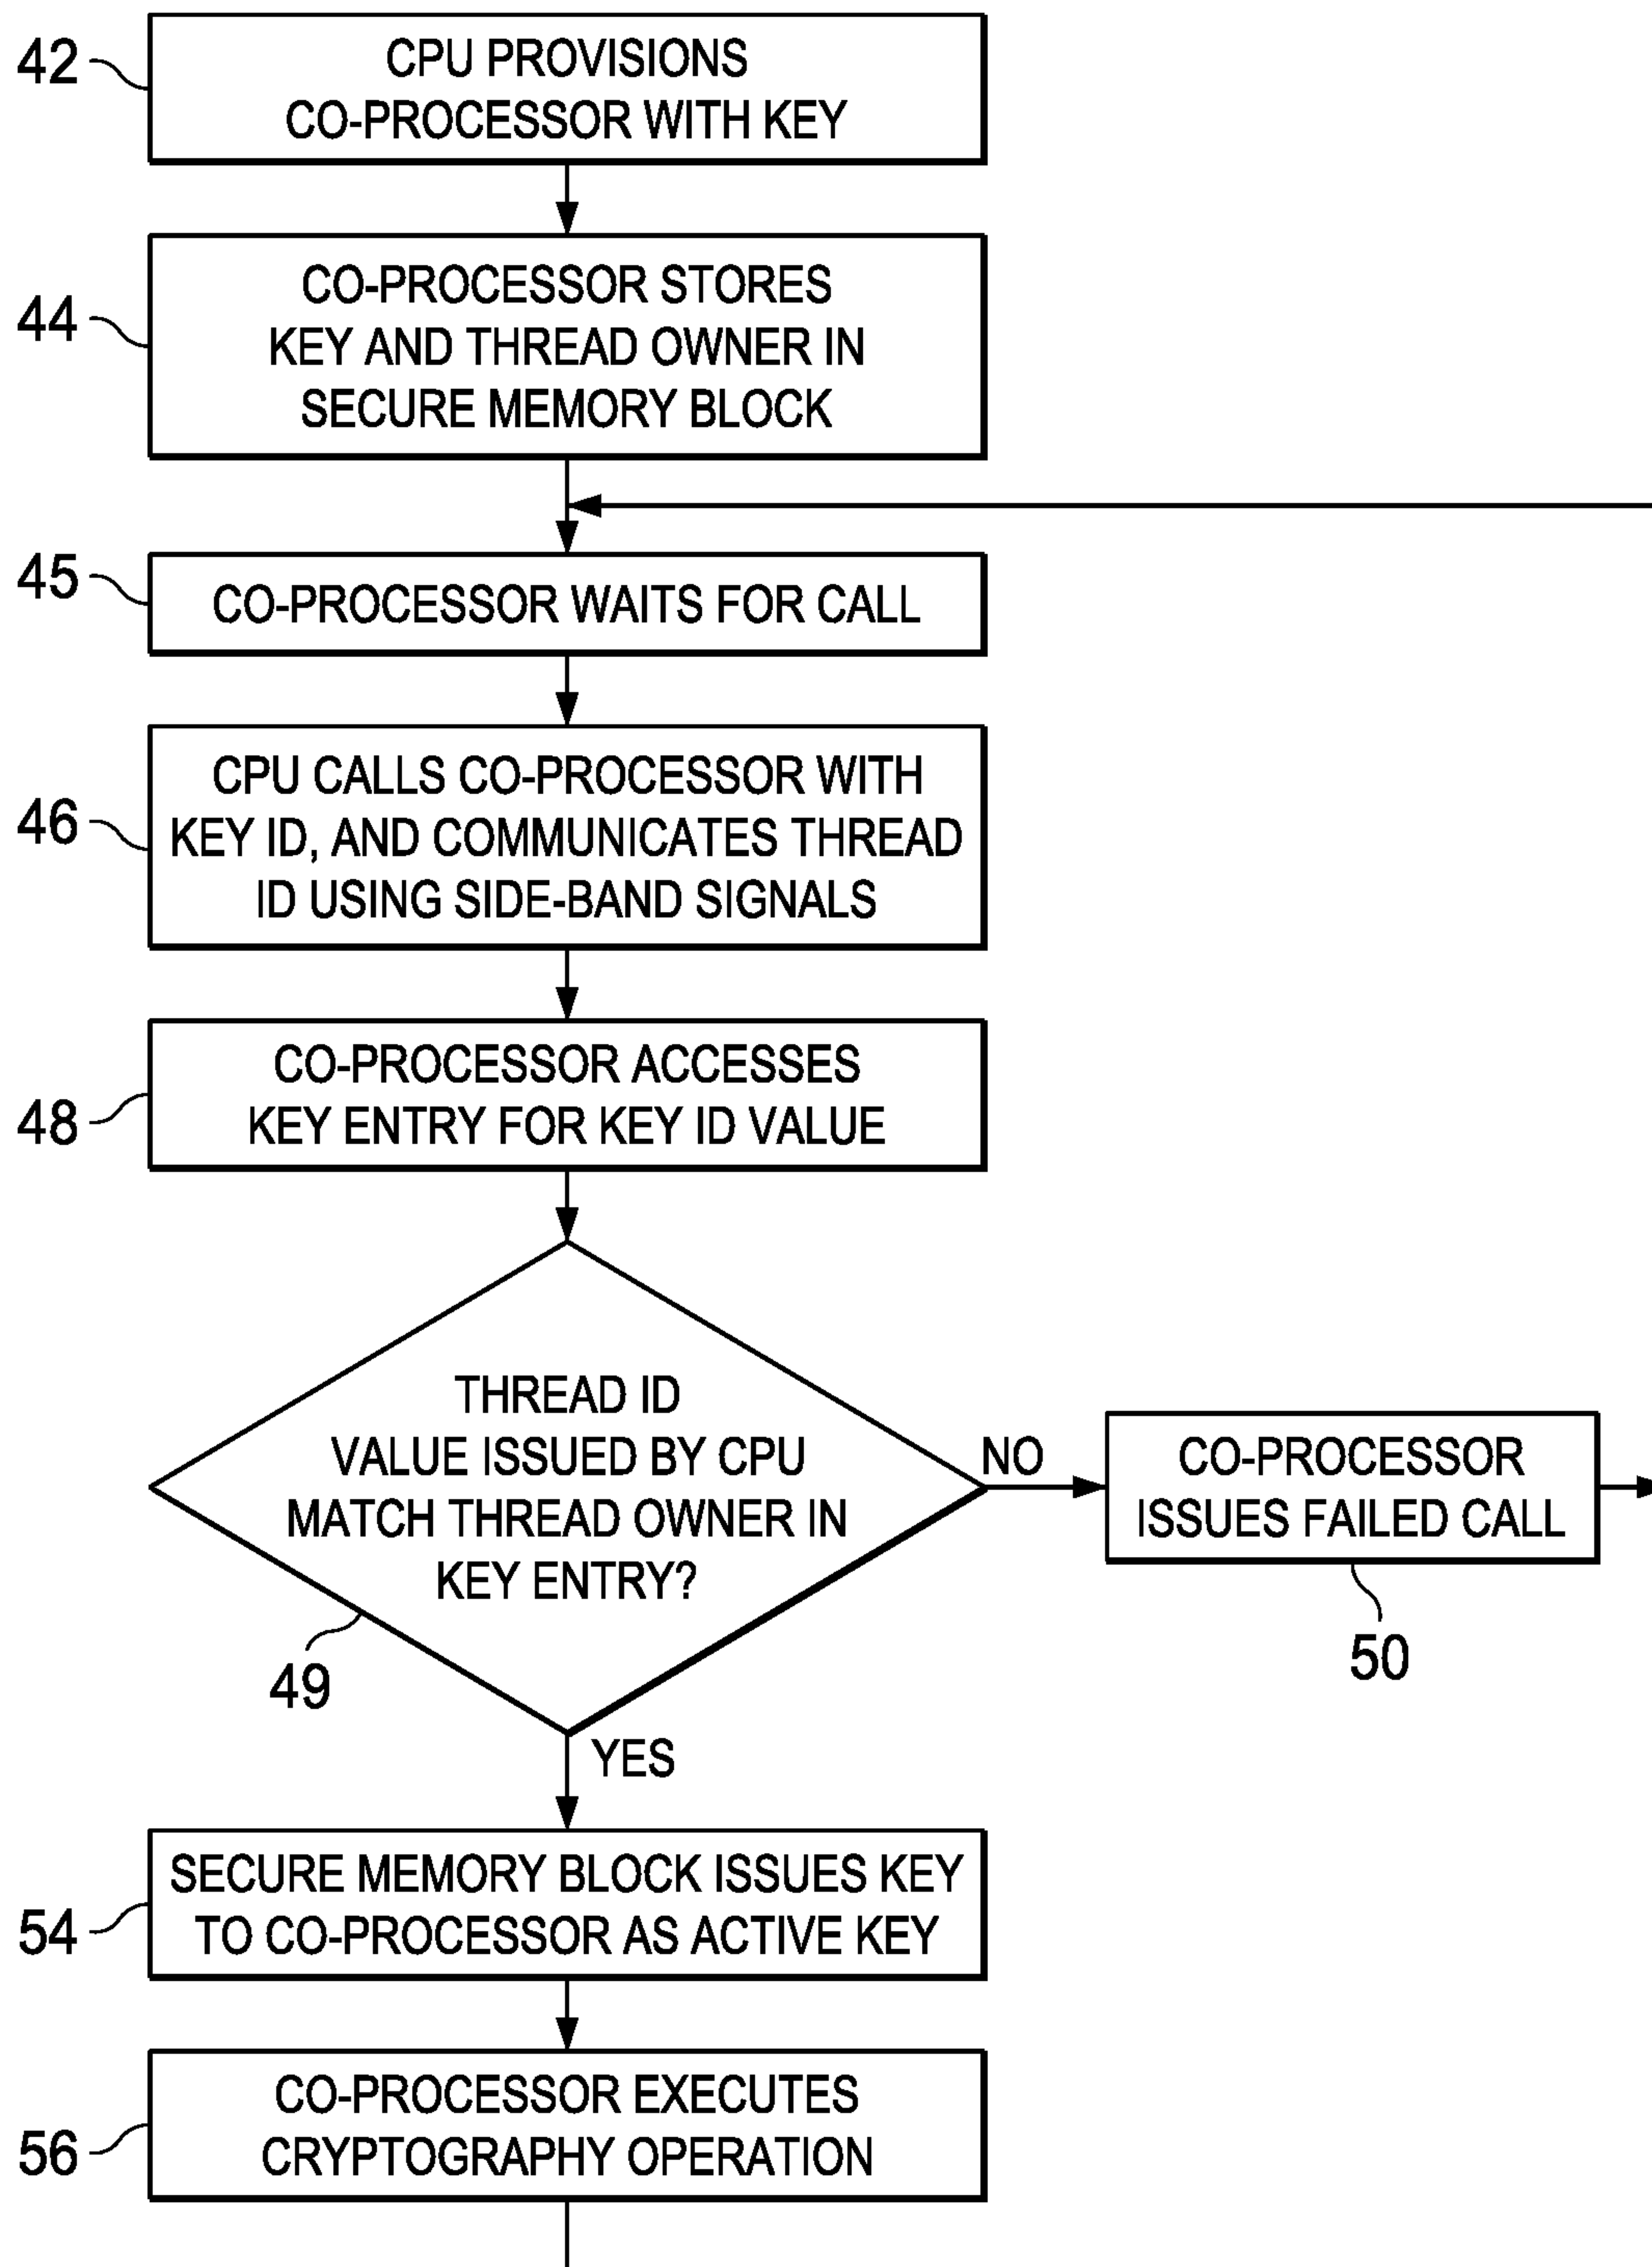 42
CPU PROVISIONS
CO-PROCESSOR WITH KEY
44
CO-PROCESSOR STORES
KEY AND THREAD OWNER IN
SECURE MEMORY BLOCK
45
CO-PROCESSOR WAITS FOR CALL
46
CPU CALLS CO-PROCESSOR WITH
KEY ID, AND COMMUNICATES THREAD
ID USING SIDE-BAND SIGNALS
48
CO-PROCESSOR ACCESSES
KEY ENTRY FOR KEY ID VALUE
THREAD ID
VALUE ISSUED BY CPU
MATCH THREAD OWNER IN
KEY ENTRY?
49
NO
CO-PROCESSOR
ISSUES FAILED CALL
50
YES
54
SECURE MEMORY BLOCK ISSUES KEY
TO CO-PROCESSOR AS ACTIVE KEY
56
CO-PROCESSOR EXECUTES
CRYPTOGRAPHY OPERATION